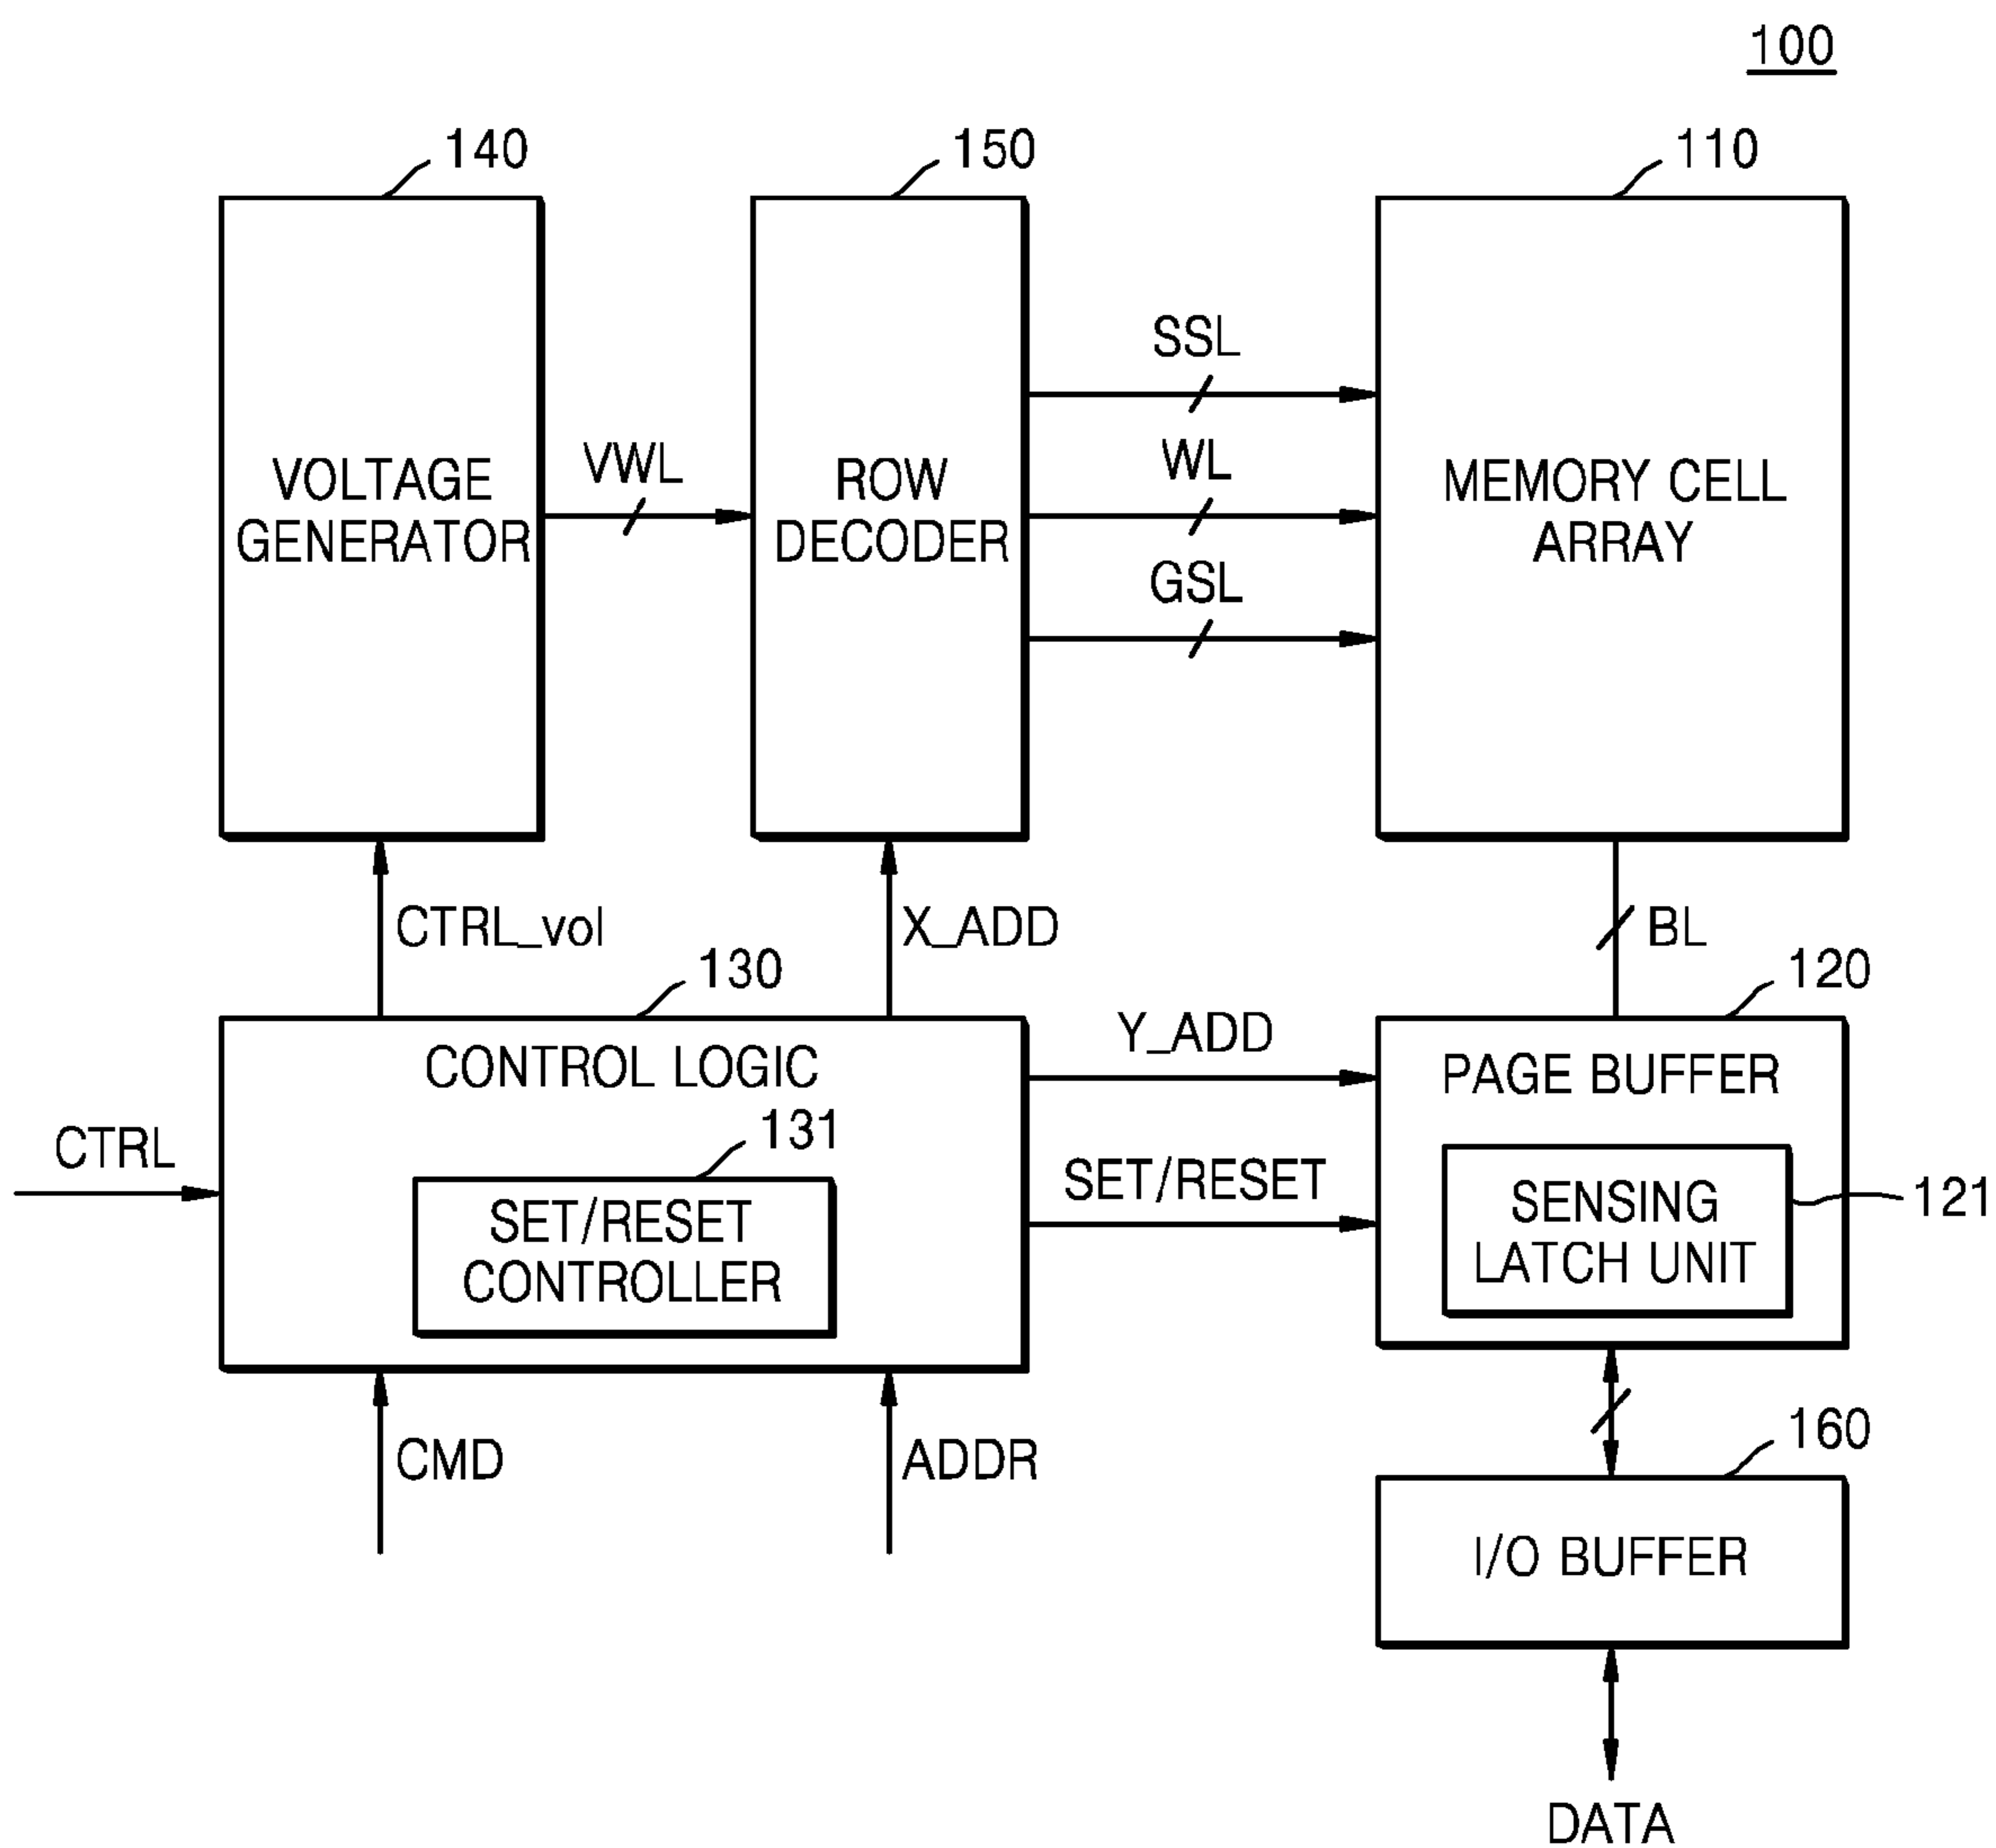 100
140
150
110
VOLTAGE
GENERATOR
VWL
ROW
DECODER
SSL
WL
GSL
MEMORY CELL
ARRAY
CTRL_vol
X_ADD
BL
130
120
CONTROL LOGIC
131
SET/RESET
CONTROLLER
CTRL
Y_ADD
SET/RESET
PAGE BUFFER
SENSING
LATCH UNIT
121
CMD
ADDR
160
I/O BUFFER
DATA